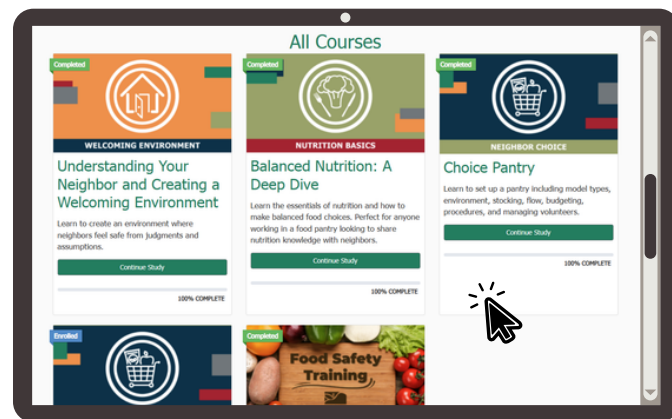 All Courses
Completed
WELCOMING ENVIRONMENT
Understanding Your
Neighbor and Creating a
Welcoming Environment
Learn to create an environment where
neighbors feel safe from judgments and
assumptions.
Continue Study
100% COMPLETE
Completed
NUTRITION BASICS
Balanced Nutrition: A
Deep Dive
Learn the essentials of nutrition and how to
make balanced food choices. Perfect for anyone
working in a food pantry looking to share
nutrition knowledge with neighbors.
Continue Study
100% COMPLETE
Completed
NEIGHBOR CHOICE
Choice Pantry
Learn to set up a pantry including model types,
environment, stocking, flow, budgeting,
procedures, and managing volunteers.
Continue Study
100% COMPLETE
Enrolled
Completed
Food Safety
Training